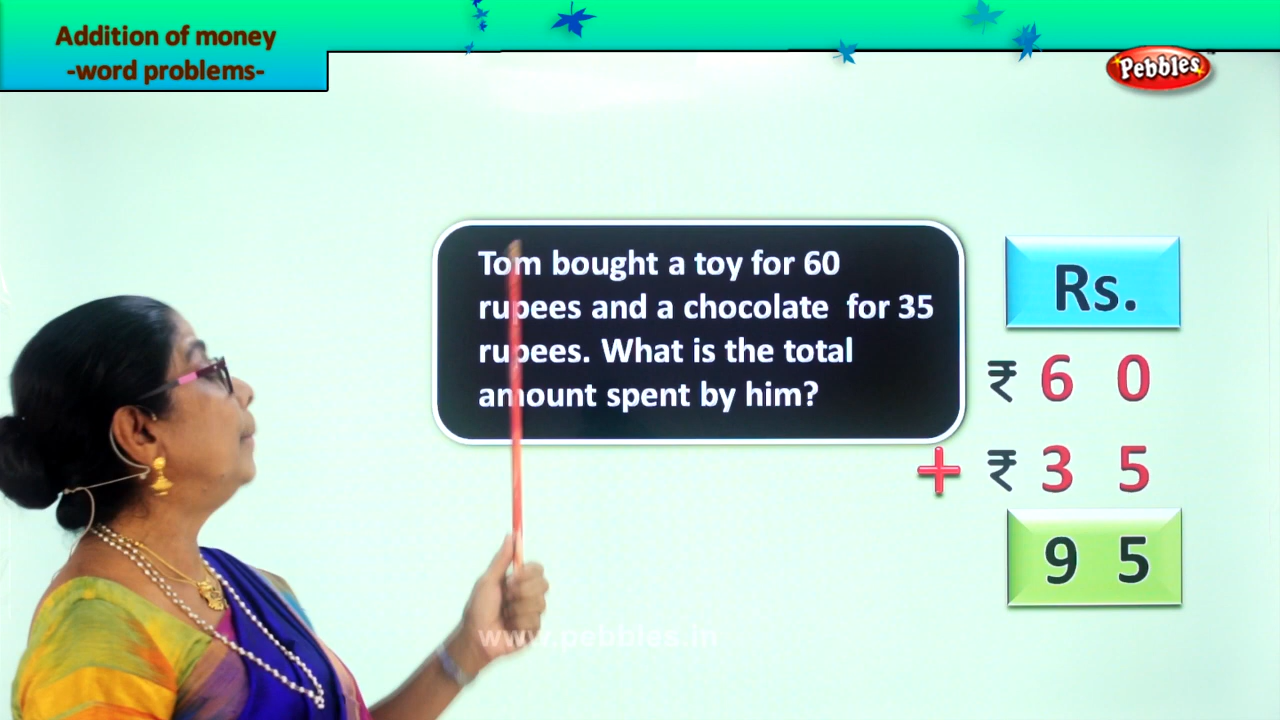 Addition of money
-word problems-
Pebbles
Tom bought a toy for 60
rupees and a chocolate for 35
rupees. What is the total
amount spent by him?
Rs.
₹ 6 0
+ ₹ 3 5
9 5
www.pebbles.in